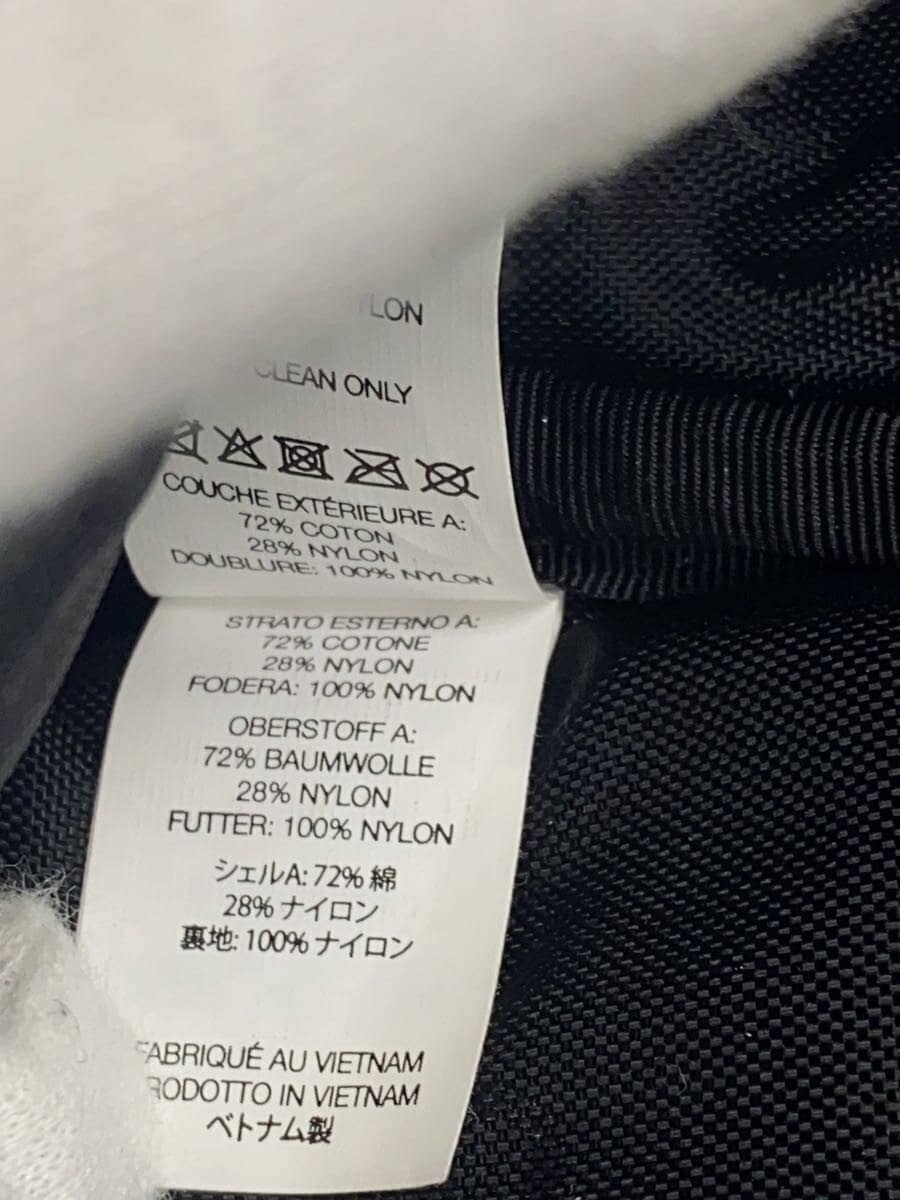 CLEAN ONLY
COUCHE EXTÉRIEURE A:
72% COTON
28% NYLON
DOUBLURE: 100% NYLON
STRATO ESTERNO A:
72% COTONE
28% NYLON
FODERA: 100% NYLON
OBERSTOFF A:
72% BAUMWOLLE
28% NYLON
FUTTER: 100% NYLON
シェルA: 72% 綿
28% ナイロン
裏地: 100% ナイロン
FABRIQUÉ AU VIETNAM
RODOTTO IN VIETNAM
ベトナム製